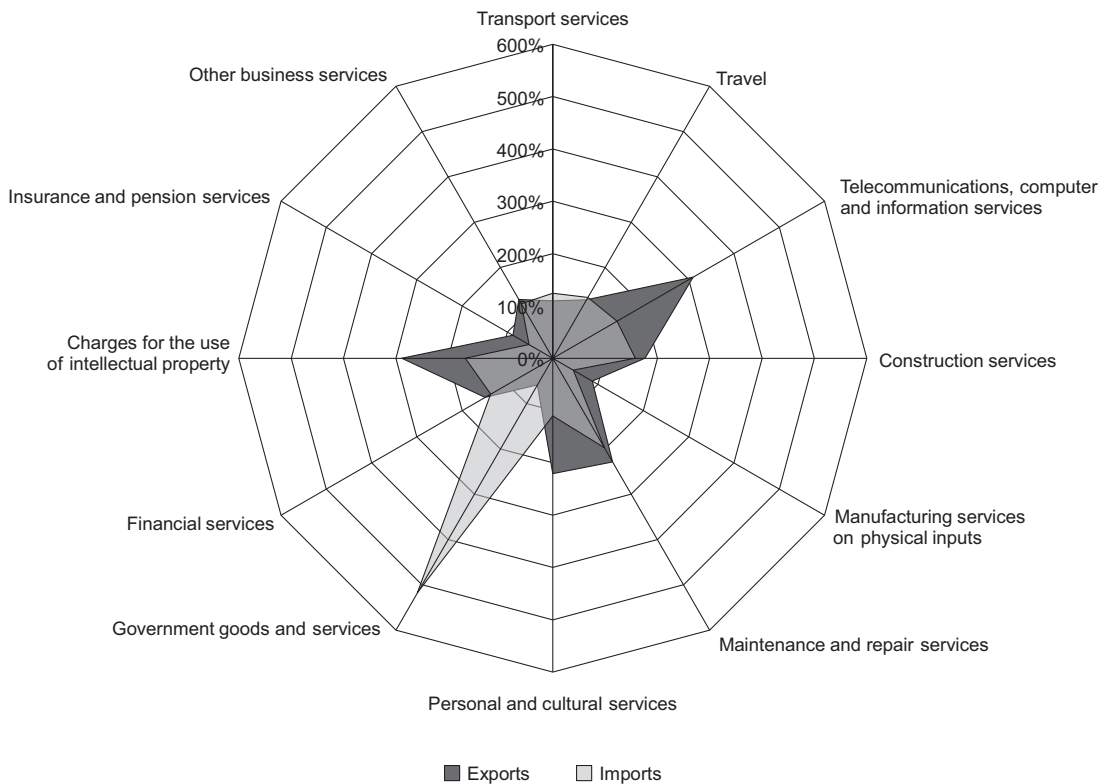 Transport services
600%
Other business services
Travel
500%
400%
Insurance and pension services
Telecommunications, computer
and information services
300%
200%
100%
Charges for the use
of intellectual property
0%
Construction services
Financial services
Manufacturing services
on physical inputs
Government goods and services
Maintenance and repair services
Personal and cultural services
Exports
Imports